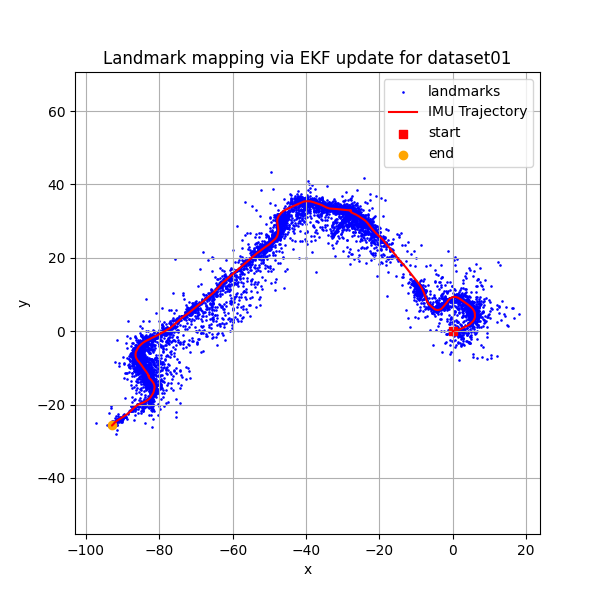 Landmark mapping via EKF update for dataset01
landmarks
IMU Trajectory
start
end
60
40
20
0
−20
−40
y
−100
−80
−60
−40
−20
0
20
x